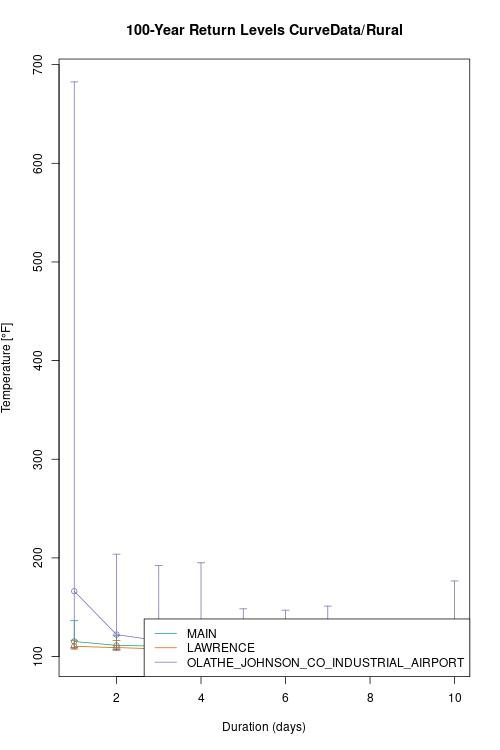 100-Year Return Levels CurveData/Rural
Temperature [°F]
700
600
500
400
300
200
100
MAIN
LAWRENCE
OLATHE_JOHNSON_CO_INDUSTRIAL_AIRPORT
2 4 6 8 10
Duration (days)